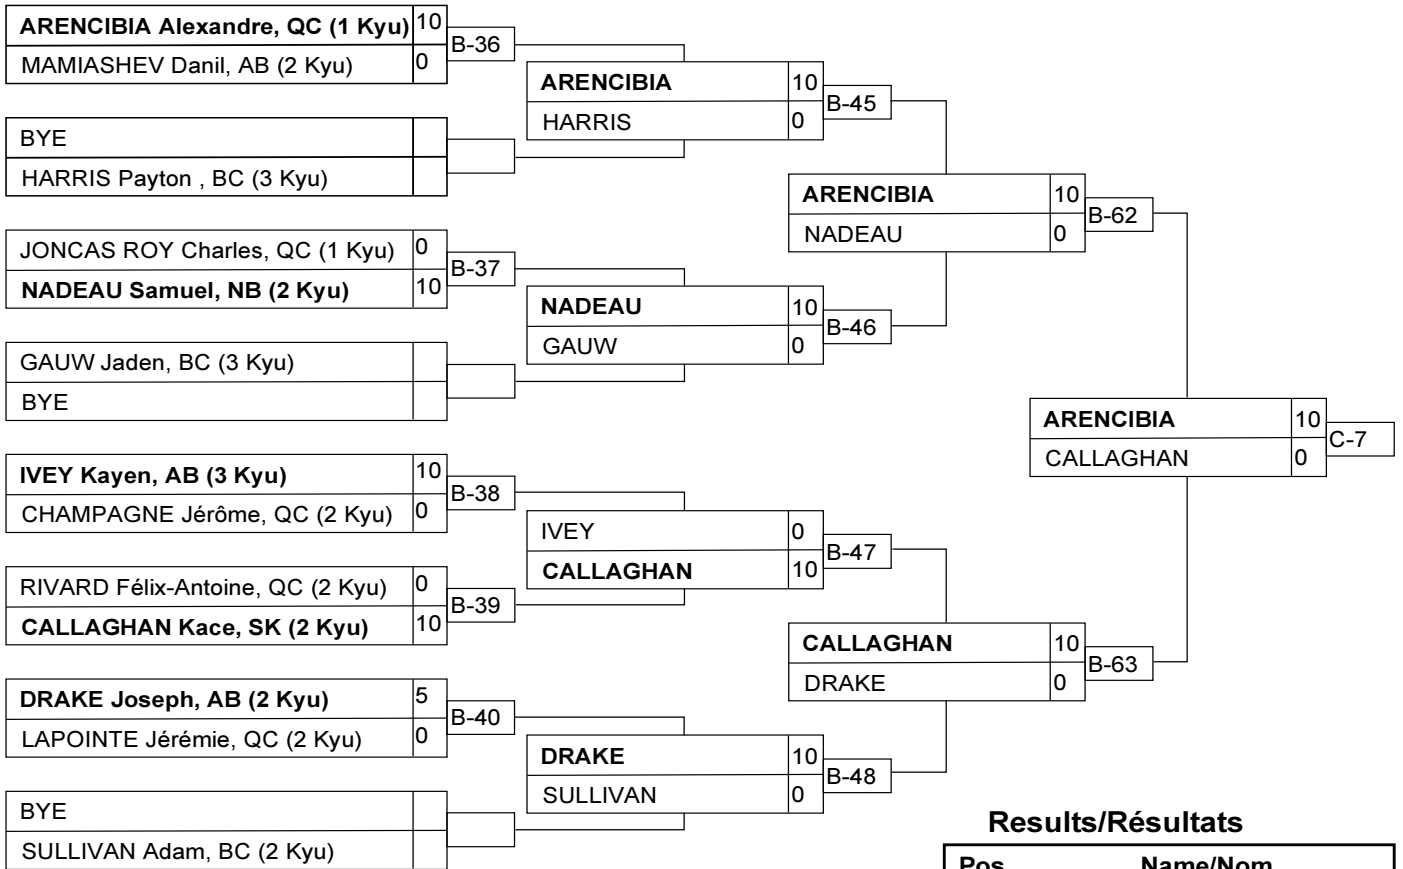 ARENCIBIA Alexandre, QC (1 Kyu) 10
MAMIASHEV Danil, AB (2 Kyu) 0
B-36
BYE
HARRIS Payton , BC (3 Kyu)
JONCAS ROY Charles, QC (1 Kyu) 0
NADEAU Samuel, NB (2 Kyu) 10
B-37
GAUW Jaden, BC (3 Kyu)
BYE
IVEY Kayen, AB (3 Kyu) 10
CHAMPAGNE Jérôme, QC (2 Kyu) 0
B-38
RIVARD Félix-Antoine, QC (2 Kyu) 0
CALLAGHAN Kace, SK (2 Kyu) 10
B-39
DRAKE Joseph, AB (2 Kyu) 5
LAPOINTE Jérémie, QC (2 Kyu) 0
B-40
BYE
SULLIVAN Adam, BC (2 Kyu)
ARENCIBIA 10
HARRIS 0
B-45
NADEAU 10
GAUW 0
B-46
IVEY 0
CALLAGHAN 10
B-47
DRAKE 10
SULLIVAN 0
B-48
ARENCIBIA 10
NADEAU 0
B-62
CALLAGHAN 10
DRAKE 0
B-63
ARENCIBIA 10
CALLAGHAN 0
C-7
Results/Résultats
Pos Name/Nom